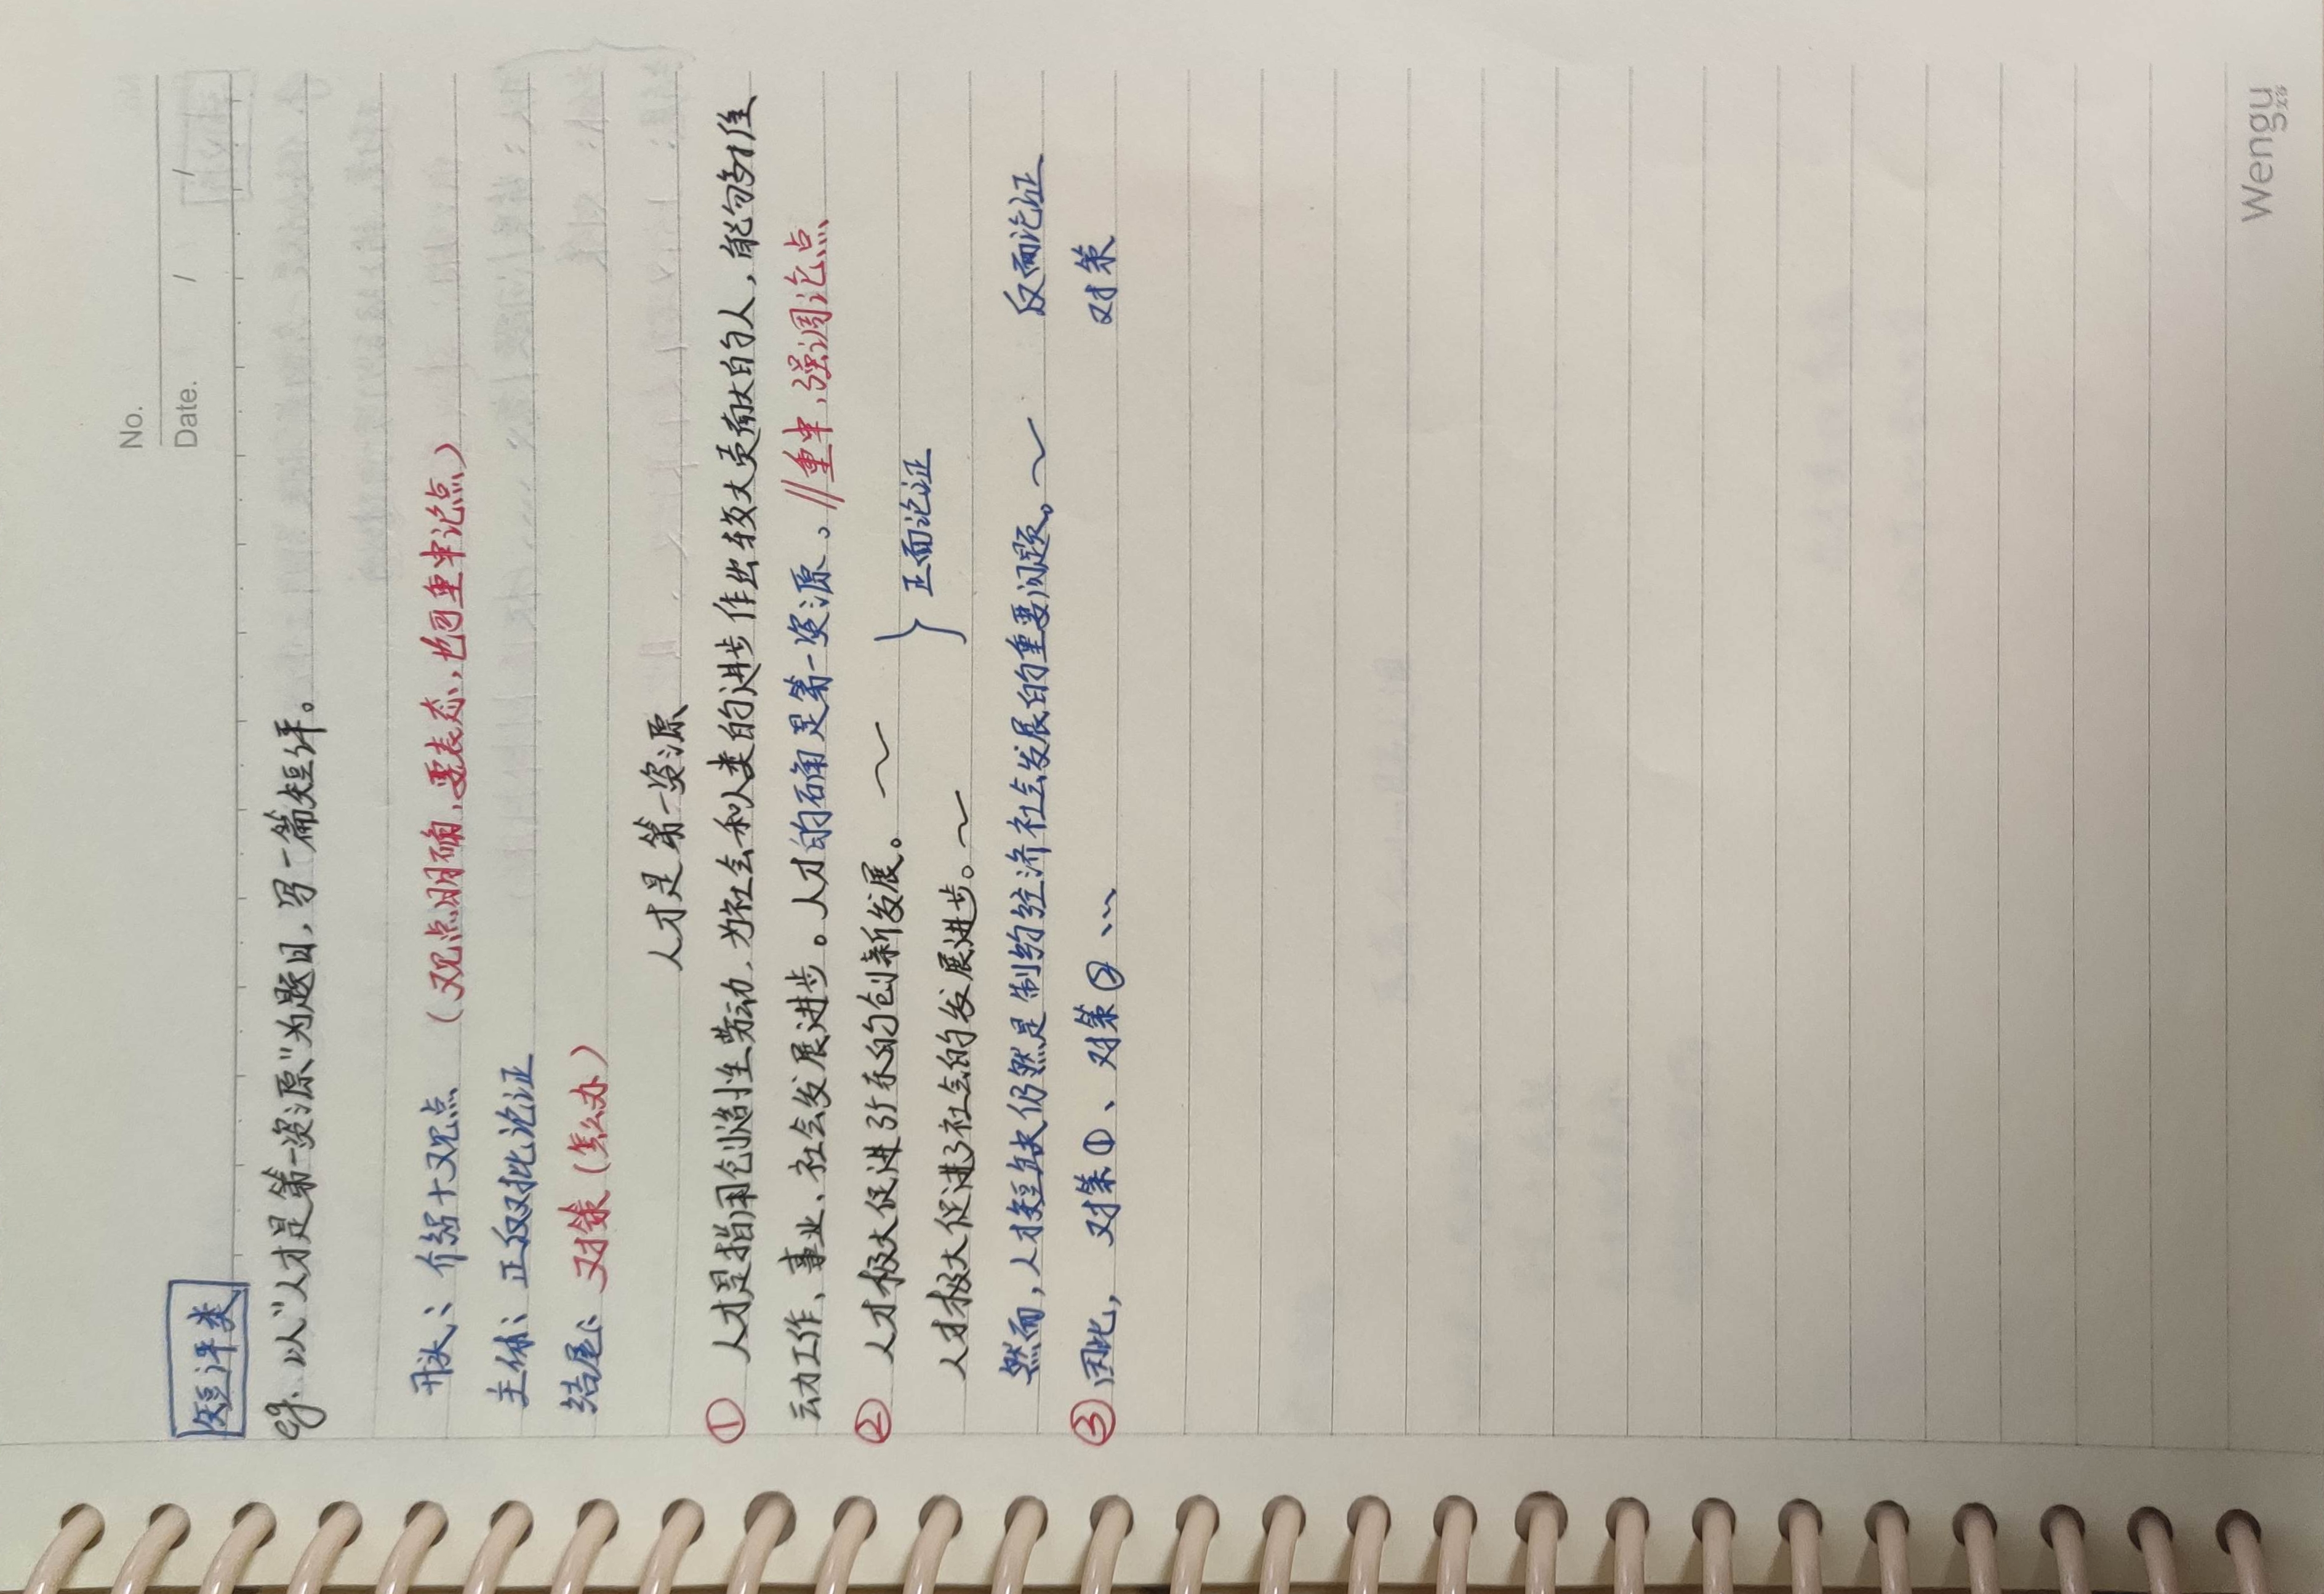 No.
Date. / /
短评类
eg. 以"人才是第一资源"为题目,写一篇短评。
开头: 介绍+观点 (观点明确,要表态,也可重申论点)
主体: 正反对比论证
结尾: 对策(怎么办)
人才是第一资源
① 人才是指用创造性劳动,为社会和人类的进步作出较大贡献大的人,能够推
动工作、事业、社会发展进步。人才的确是第一资源。//重申,强调论点
② 人才极大促进了的创新发展。～ } 正面论证
人才极大促进了社会的发展进步。～
然而,人才短缺仍然是制约经济社会发展的重要问题。～ 反面论证
③ 因此, 对策①、对策②… 对策
Wengu
文谷